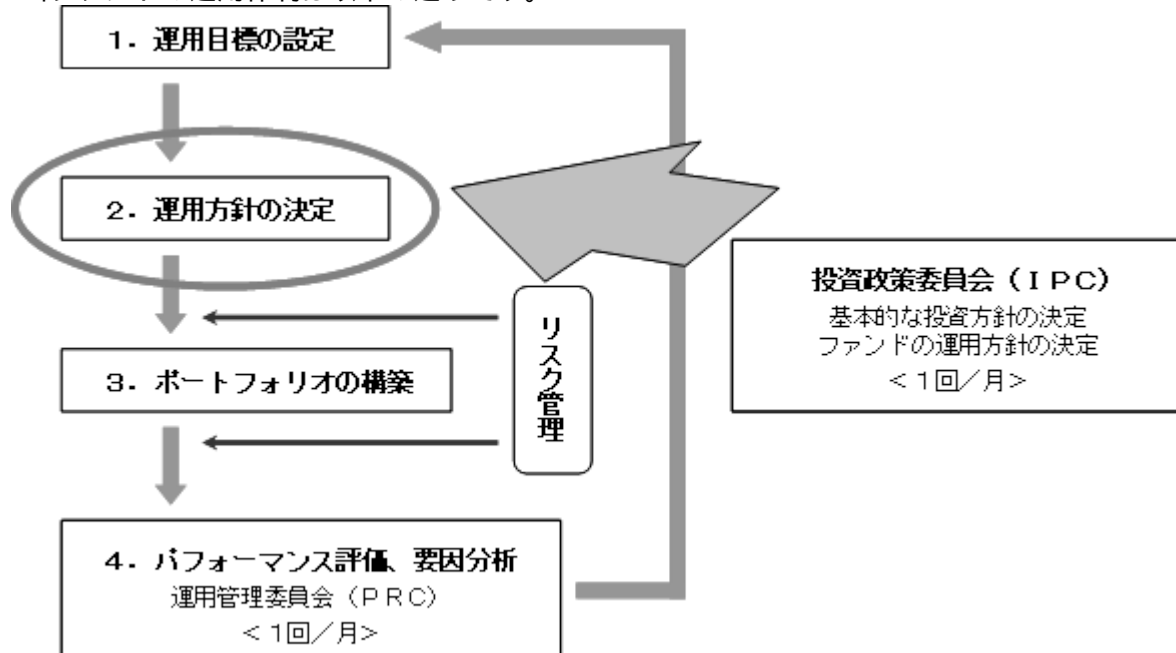 1．運用目標の設定
2．運用方針の決定
3．ポートフォリオの構築
リスク管理
投資政策委員会（ＩＰＣ）
基本的な投資方針の決定
ファンドの運用方針の決定
＜1回／月＞
4．パフォーマンス評価、要因分析
運用管理委員会（ＰＲＣ）
＜1回／月＞